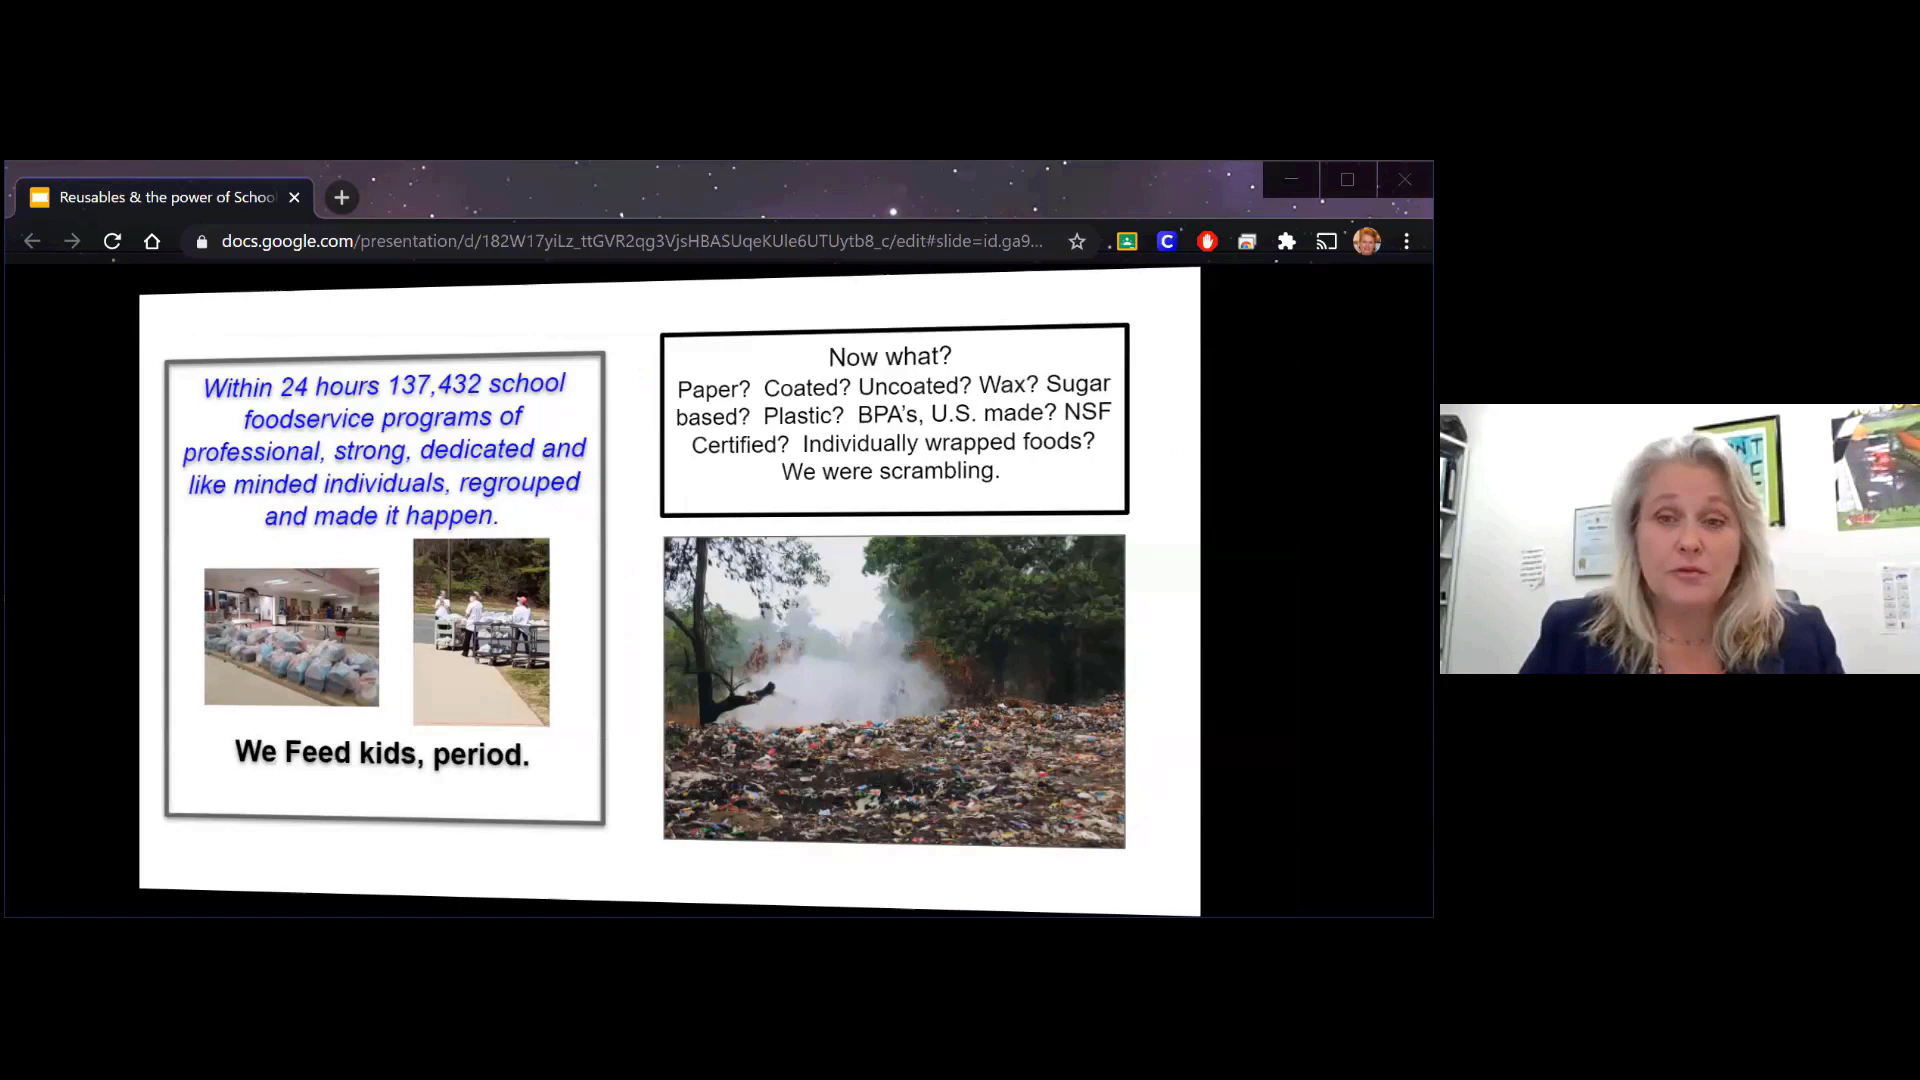 Reusables & the power of School
docs.google.com/presentation/d/182W17yiLz_ttGVR2qg3VjsHBASUqeKUle6UTUytb8_c/edit#slide=id.ga9...
Within 24 hours 137,432 school
foodservice programs of
professional, strong, dedicated and
like minded individuals, regrouped
and made it happen.
We Feed kids, period.
Now what?
Paper? Coated? Uncoated? Wax? Sugar
based? Plastic? BPA's, U.S. made? NSF
Certified? Individually wrapped foods?
We were scrambling.